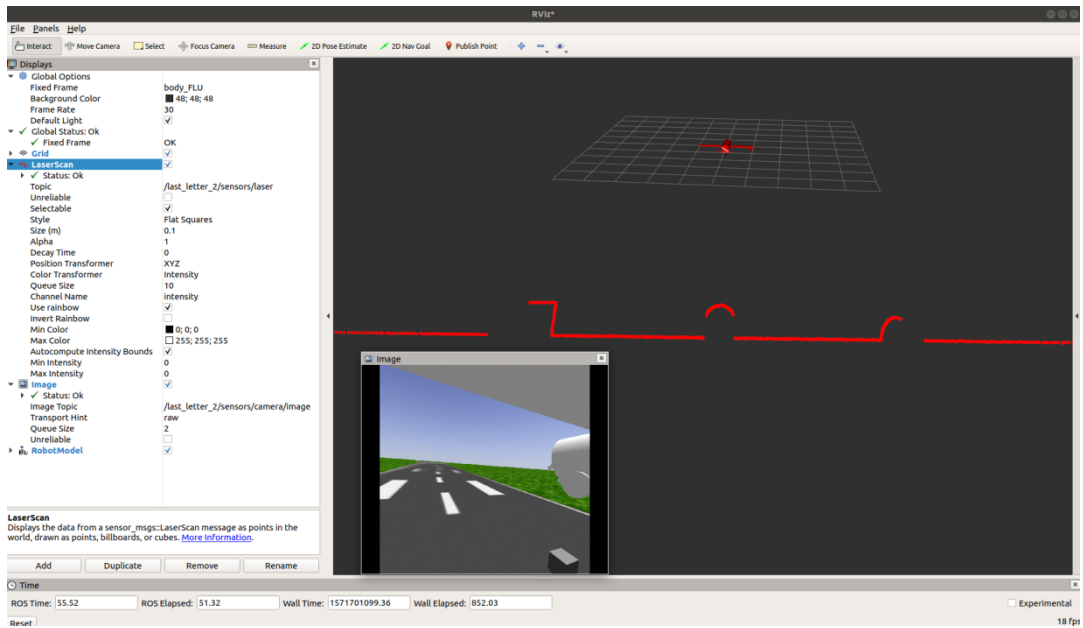 RViz*
File Panels Help
Interact Move Camera Select Focus Camera Measure 2D Pose Estimate 2D Nav Goal Publish Point
Displays
Global Options
Fixed Frame body_FLU
Background Color 48; 48; 48
Frame Rate 30
Default Light
Global Status: Ok
Fixed Frame OK
Grid
LaserScan
Status: Ok
Topic /last_letter_2/sensors/laser
Unreliable
Selectable
Style Flat Squares
Size (m) 0.1
Alpha 1
Decay Time 0
Position Transformer XYZ
Color Transformer Intensity
Queue Size 10
Channel Name intensity
Use rainbow
Invert Rainbow
Min Color 0; 0; 0
Max Color 255; 255; 255
Autocompute Intensity Bounds
Min Intensity 0
Max Intensity 0
Image
Status: Ok
Image Topic /last_letter_2/sensors/camera/image
Transport Hint raw
Queue Size 2
Unreliable
RobotModel
Image
LaserScan
Displays the data from a sensor_msgs::LaserScan message as points in the
world, drawn as points, billboards, or cubes. More Information.
Add Duplicate Remove Rename
Time
ROS Time: 55.52 ROS Elapsed: 51.32 Wall Time: 1571701099.36 Wall Elapsed: 852.03 Experimental
Reset 18 fps